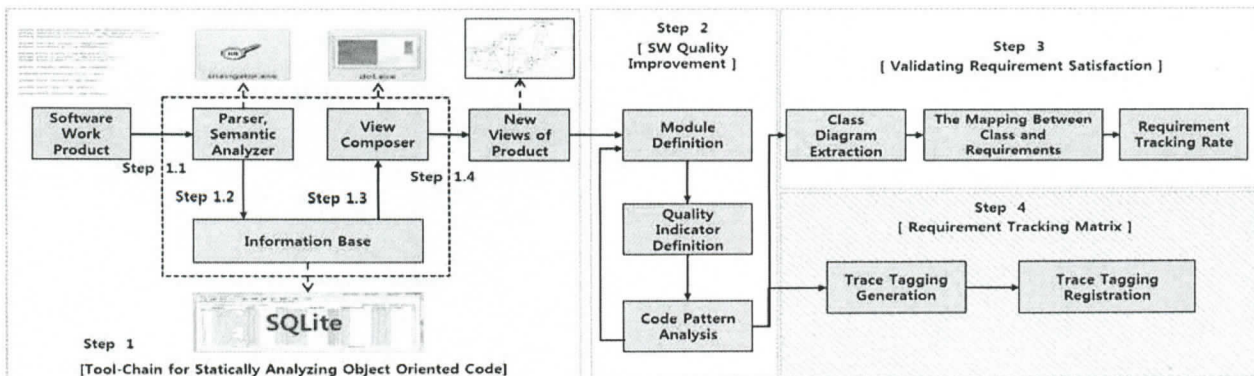 Step 2
[ SW Quality
Improvement ]
Step 3
[ Validating Requirement Satisfaction ]
dot.exe
Software
Work
Product
Parser,
Semantic
Analyzer
View
Composer
New
Views of
Product
Module
Definition
Class
Diagram
Extraction
The Mapping Between
Class and
Requirements
Requirement
Tracking Rate
Step 1.1
Step 1.2
Step 1.3
Step 1.4
Information Base
Quality
Indicator
Definition
Step 4
[ Requirement Tracking Matrix ]
Trace Tagging
Generation
Trace Tagging
Registration
SQLite
Code Pattern
Analysis
Step 1
[Tool-Chain for Statically Analyzing Object Oriented Code]